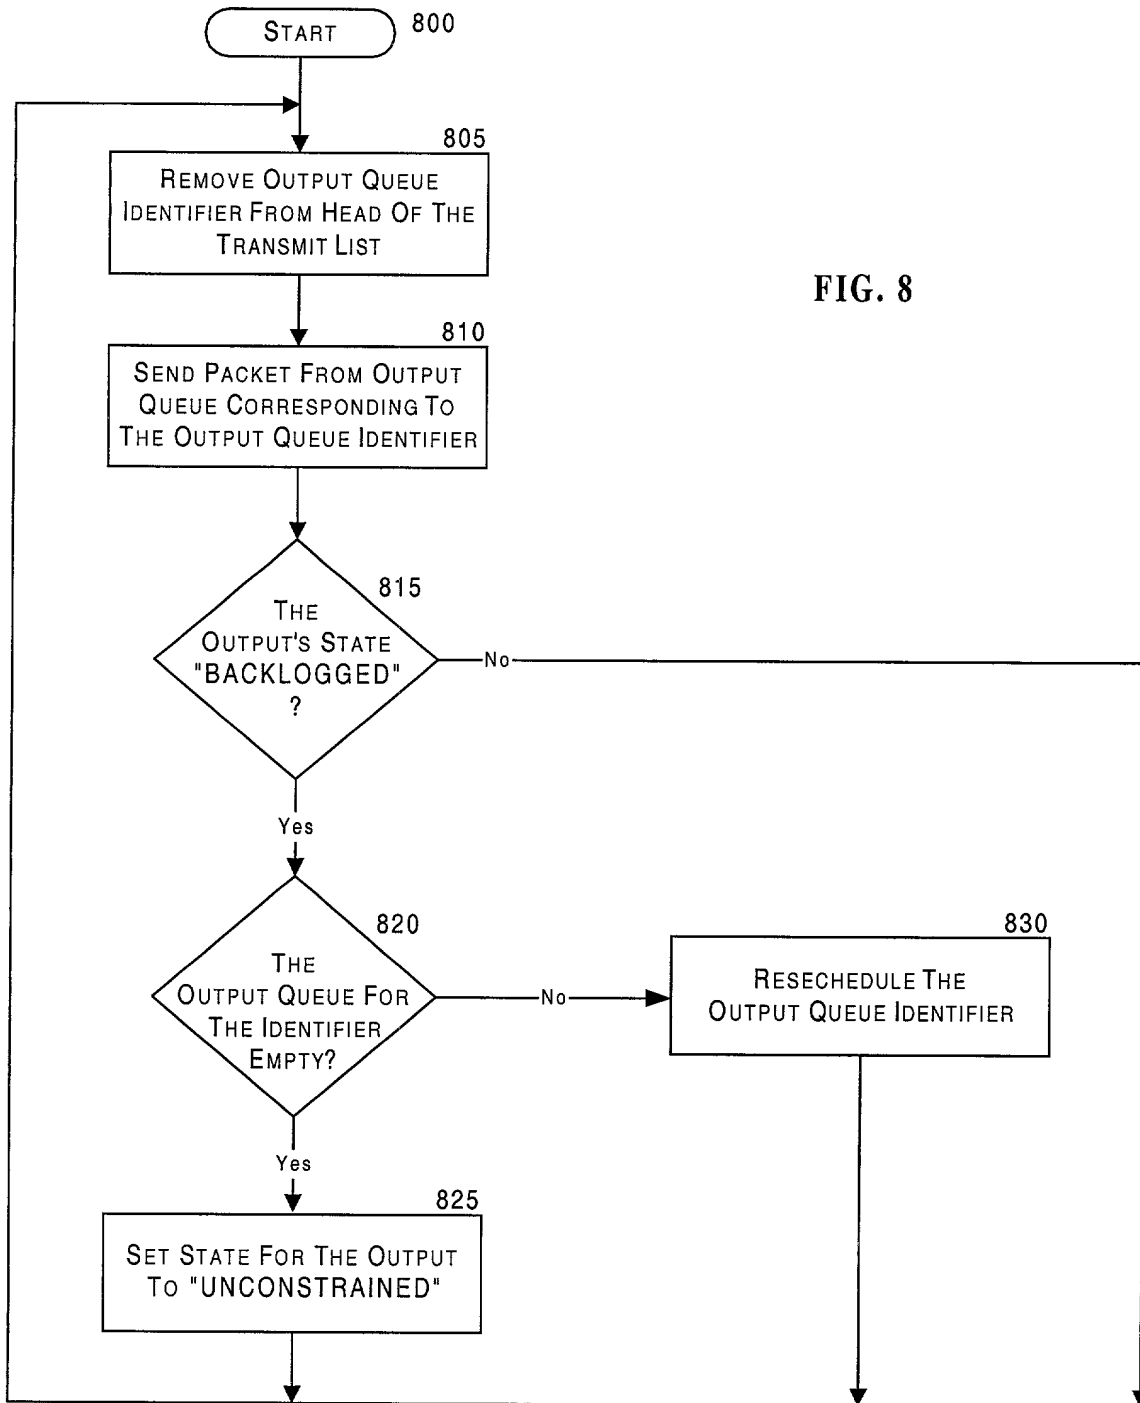 START
800
805
REMOVE OUTPUT QUEUE
IDENTIFIER FROM HEAD OF THE
TRANSMIT LIST
FIG. 8
810
SEND PACKET FROM OUTPUT
QUEUE CORRESPONDING TO
THE OUTPUT QUEUE IDENTIFIER
815
THE
OUTPUT'S STATE
"BACKLOGGED"
?
No
Yes
820
THE
OUTPUT QUEUE FOR
THE IDENTIFIER
EMPTY?
No
830
RESECHEDULE THE
OUTPUT QUEUE IDENTIFIER
Yes
825
SET STATE FOR THE OUTPUT
TO "UNCONSTRAINED"